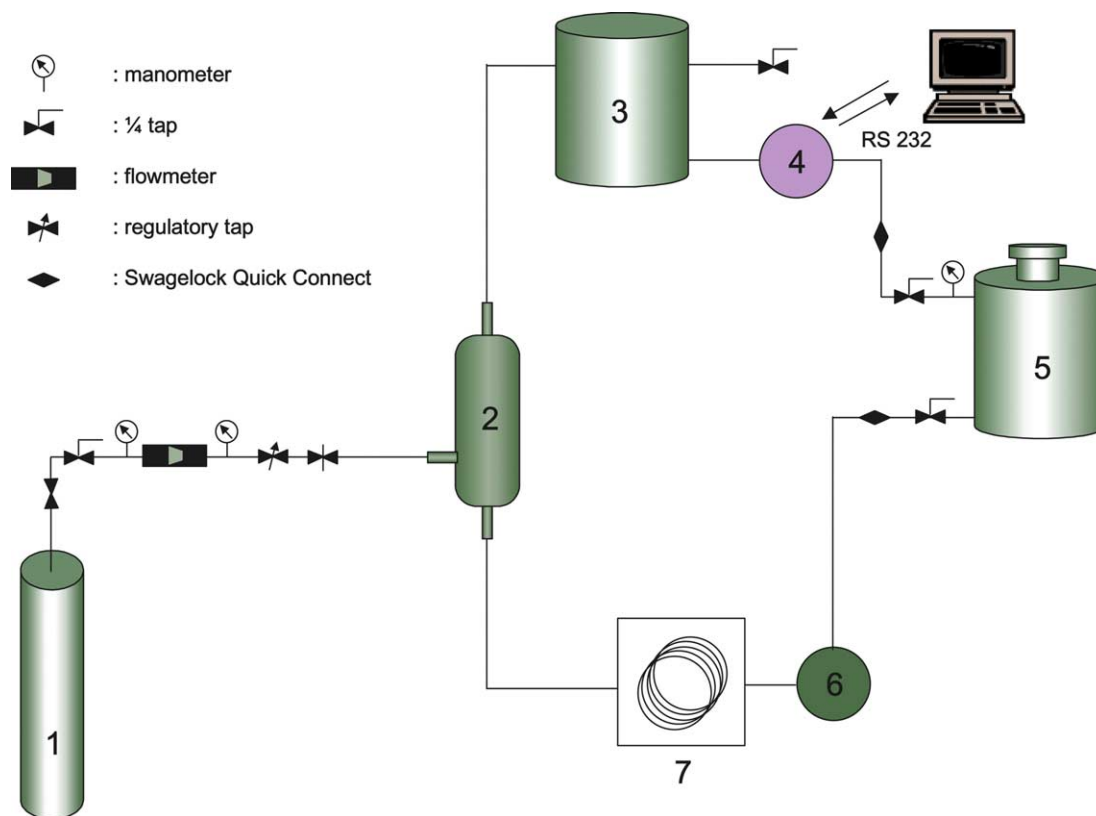 : manometer
: ¼ tap
: flowmeter
: regulatory tap
: Swagelock Quick Connect
3
4
RS 232
5
2
1
6
7